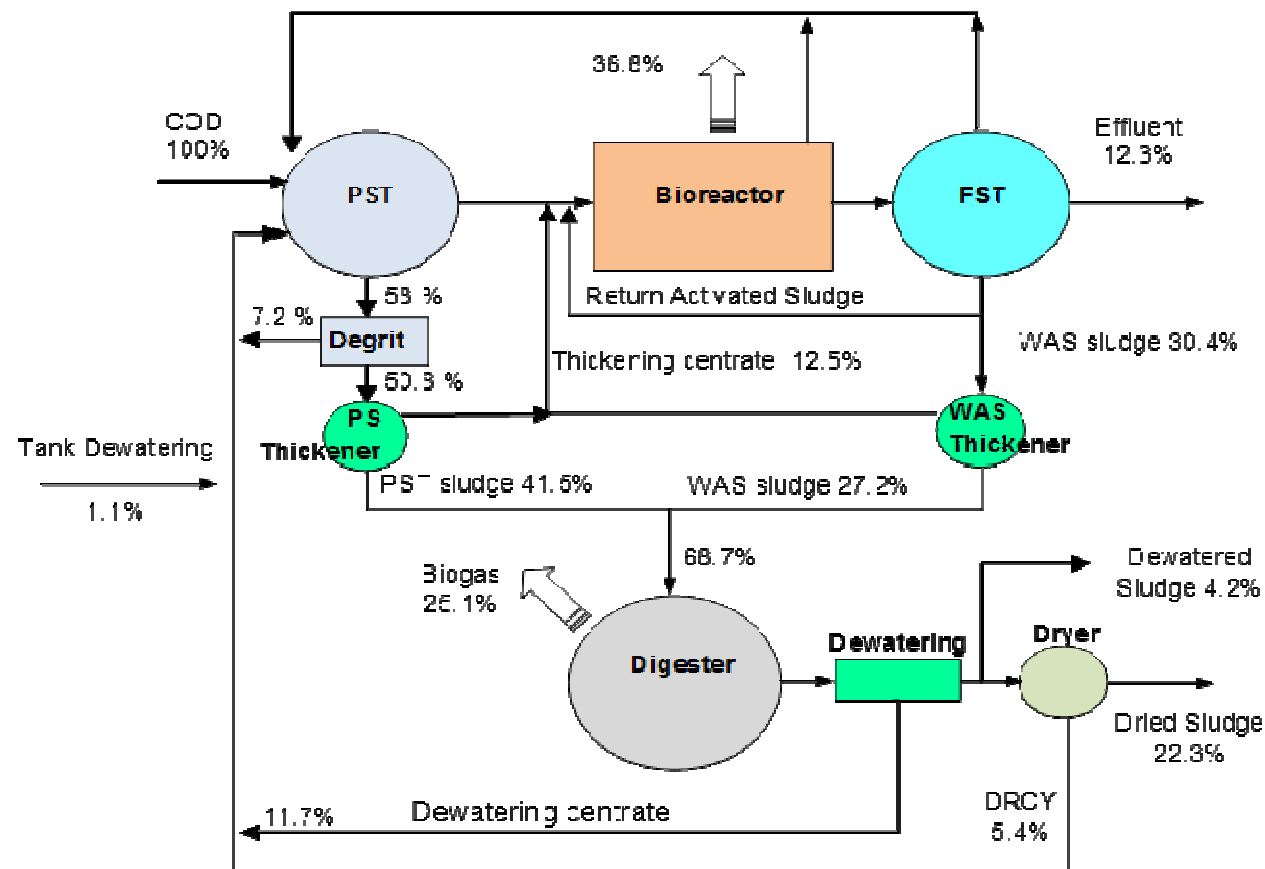 36.8%
COD
100%
Effluent
12.3%
PST
Bioreactor
FST
58 %
7.2 %
Degrit
Return Activated Sludge
WAS sludge 30.4%
50.8 %
Thickering centrate 12.5%
PS
Thickener
WAS
Thickener
Tank Dewatering
1.1%
PST sludge 41.5%
WAS sludge 27.2%
68.7%
Biogas
Dewatered
Sludge 4.2%
Digester
Dewatering
Dryer
Dried Sludge
22.3%
DRCY
5.4%
11.7%
Dewatering centrate